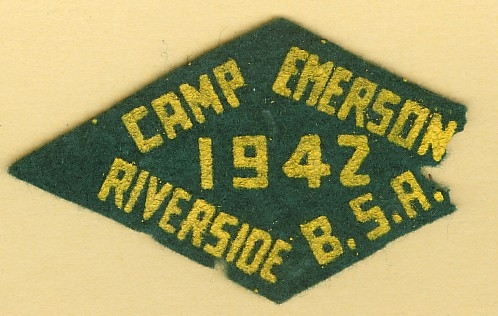 CAMP EMERSON
1942
RIVERSIDE B.S.A.